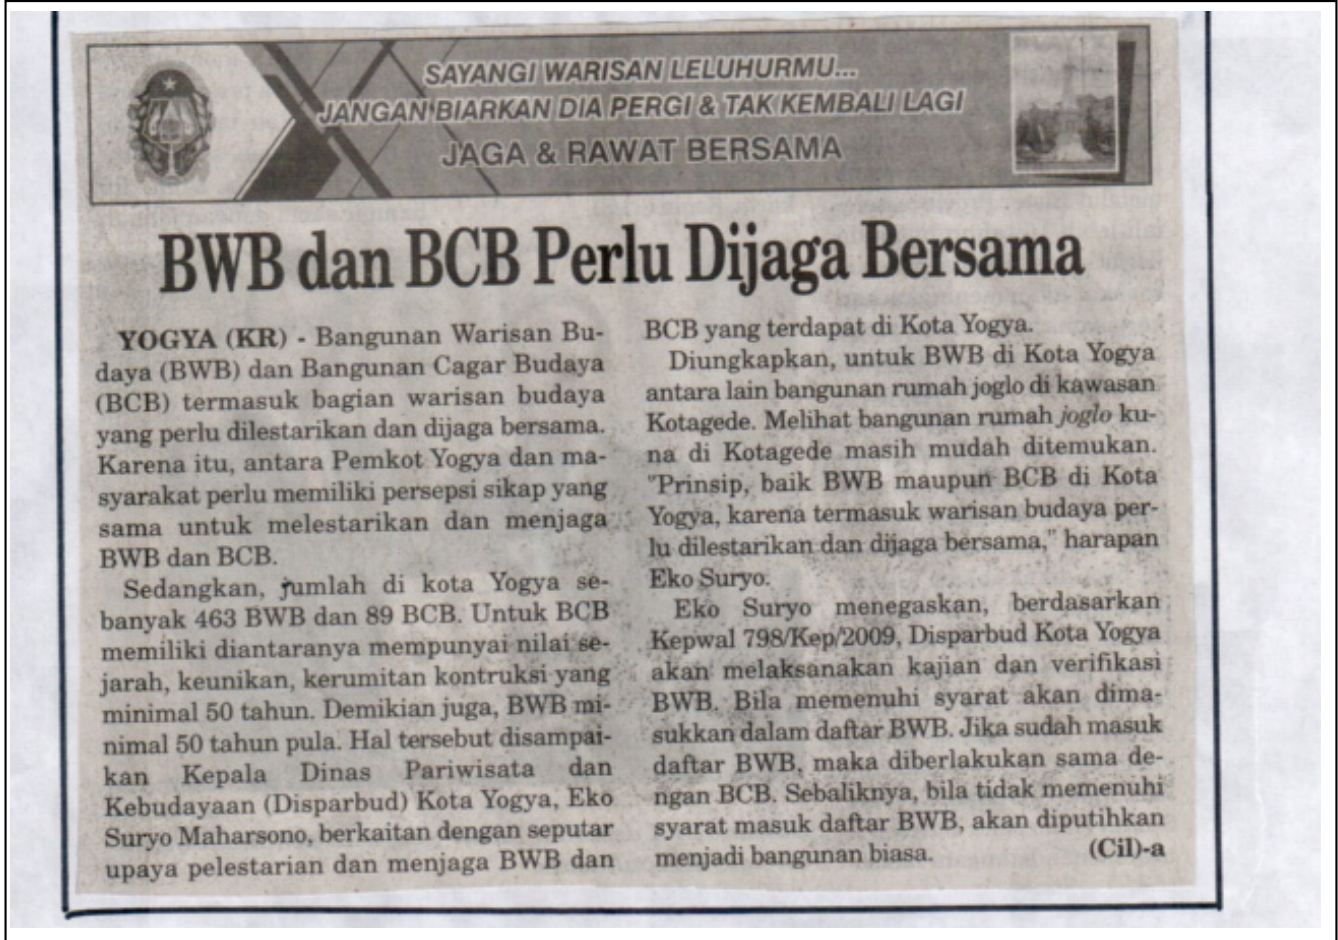 SAYANGI WARISAN LELUHURMU...
JANGAN BIARKAN DIA PERGI & TAK KEMBALI LAGI
JAGA & RAWAT BERSAMA
BWB dan BCB Perlu Dijaga Bersama
YOGYA (KR) - Bangunan Warisan Bu-
daya (BWB) dan Bangunan Cagar Budaya
(BCB) termasuk bagian warisan budaya
yang perlu dilestarikan dan dijaga bersama.
Karena itu, antara Pemkot Yogya dan ma-
syarakat perlu memiliki persepsi sikap yang
sama untuk melestarikan dan menjaga
BWB dan BCB.
Sedangkan, jumlah di kota Yogya se-
banyak 463 BWB dan 89 BCB. Untuk BCB
memiliki diantaranya mempunyai nilai se-
jarah, keunikan, kerumitan kontruksi yang
minimal 50 tahun. Demikian juga, BWB mi-
nimal 50 tahun pula. Hal tersebut disampai-
kan Kepala Dinas Pariwisata dan
Kebudayaan (Disparbud) Kota Yogya, Eko
Suryo Maharsono, berkaitan dengan seputar
upaya pelestarian dan menjaga BWB dan
BCB yang terdapat di Kota Yogya.
Diungkapkan, untuk BWB di Kota Yogya
antara lain bangunan rumah joglo di kawasan
Kotagede. Melihat bangunan rumah joglo ku-
na di Kotagede masih mudah ditemukan.
"Prinsip, baik BWB maupun BCB di Kota
Yogya, karena termasuk warisan budaya per-
lu dilestarikan dan dijaga bersama," harapan
Eko Suryo.
Eko Suryo menegaskan, berdasarkan
Kepwal 798/Kep/2009, Disparbud Kota Yogya
akan melaksanakan kajian dan verifikasi
BWB. Bila memenuhi syarat akan dima-
sukkan dalam daftar BWB. Jika sudah masuk
daftar BWB, maka diberlakukan sama de-
ngan BCB. Sebaliknya, bila tidak memenuhi
syarat masuk daftar BWB, akan diputihkan
menjadi bangunan biasa. (Cil)-a